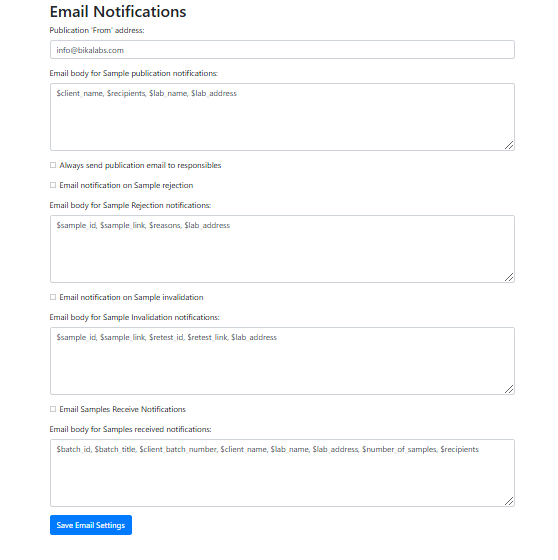 Email Notifications
Publication 'From' address:
info@bikalabs.com
Email body for Sample publication notifications:
$client_name, $recipients, $lab_name, $lab_address
Always send publication email to responsibles
Email notification on Sample rejection
Email body for Sample Rejection notifications:
$sample_id, $sample_link, $reasons, $lab_address
Email notification on Sample invalidation
Email body for Sample Invalidation notifications:
$sample_id, $sample_link, $retest_id, $retest_link, $lab_address
Email Samples Receive Notifications
Email body for Samples received notifications:
$batch_id, $batch_title, $client_batch_number, $client_name, $lab_name, $lab_address, $number_of_samples, $recipients
Save Email Settings